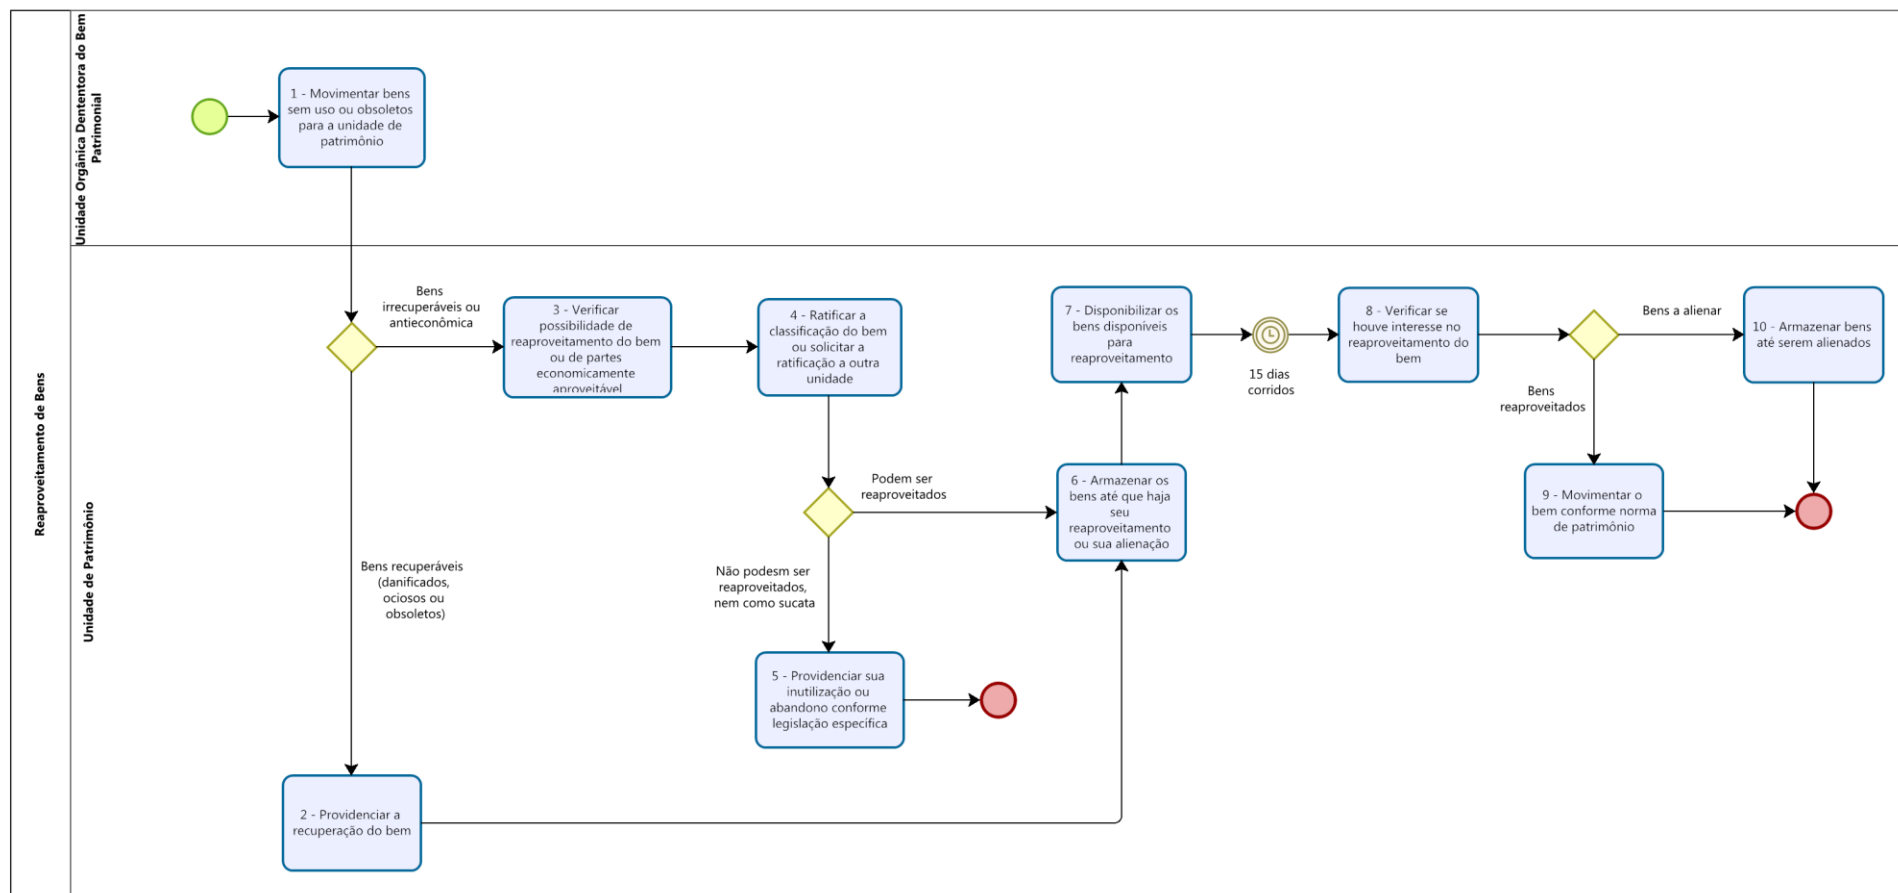 Reaproveitamento de Bens
Unidade Orgânica Dententora do Bem
Patrimonial
1 - Movimentar bens
sem uso ou obsoletos
para a unidade de
patrimônio
Unidade de Patrimônio
Bens
irrecuperáveis ou
antieconômica
3 - Verificar
possibilidade de
reaproveitamento do bem
ou de partes
economicamente
aproveitável
4 - Ratificar a
classificação do bem
ou solicitar a
ratificação a outra
unidade
7 - Disponibilizar os
bens disponíveis
para
reaproveitamento
15 dias
corridos
8 - Verificar se
houve interesse no
reaproveitamento do
bem
Bens a alienar
10 - Armazenar bens
até serem alienados
Bens
reaproveitados
Podem ser
reaproveitados
6 - Armazenar os
bens até que haja
seu
reaproveitamento
ou sua alienação
9 - Movimentar o
bem conforme norma
de patrimônio
Bens recuperáveis
(danificados,
ociosos ou
obsoletos)
Não podesm ser
reaproveitados,
nem como sucata
5 - Providenciar sua
inutilização ou
abandono conforme
legislação específica
2 - Providenciar a
recuperação do bem